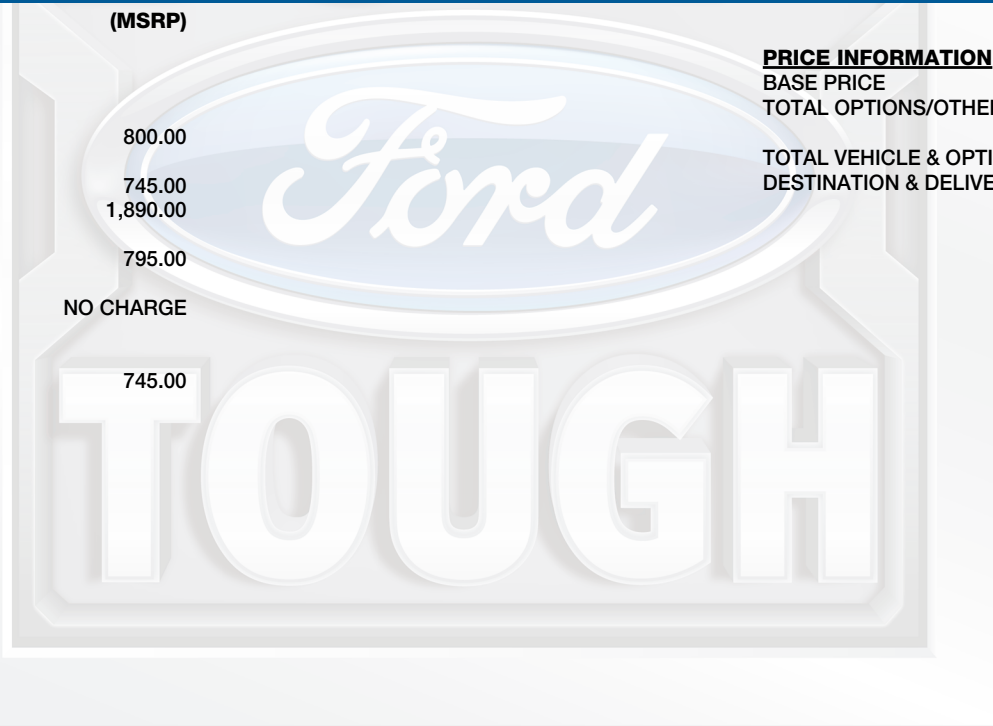 (MSRP)
800.00
745.00
1,890.00
795.00
NO CHARGE
745.00
PRICE INFORMATION
BASE PRICE
TOTAL OPTIONS/OTHER
TOTAL VEHICLE & OPTI
DESTINATION & DELIVE
Ford
TOUGH